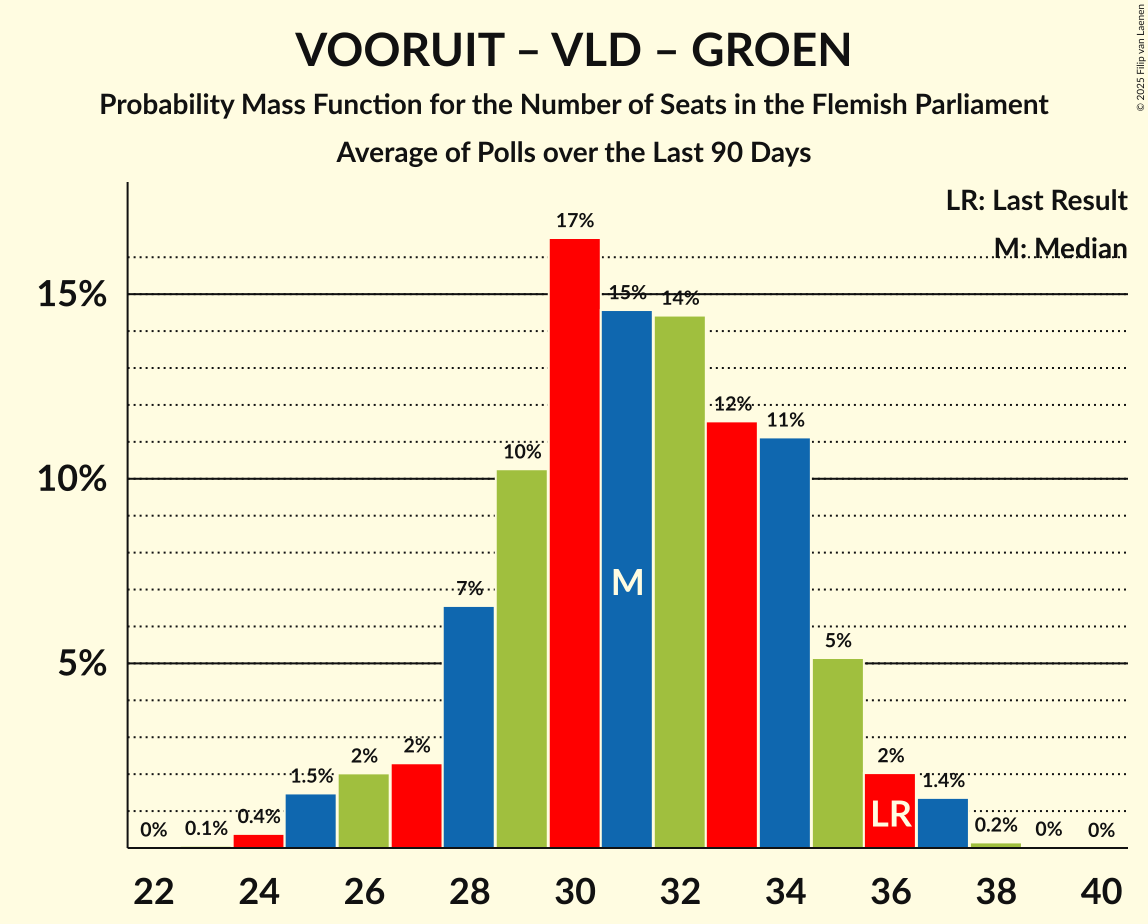 VOORUIT – VLD – GROEN
Probability Mass Function for the Number of Seats in the Flemish Parliament
Average of Polls over the Last 90 Days
© 2025 Filip van Laenen
LR: Last Result
M: Median
15%
10%
5%
0%
0.1%
0.4%
1.5%
2%
2%
7%
10%
17%
15%
14%
12%
11%
5%
2%
1.4%
0.2%
0%
0%
M
LR
22 24 26 28 30 32 34 36 38 40